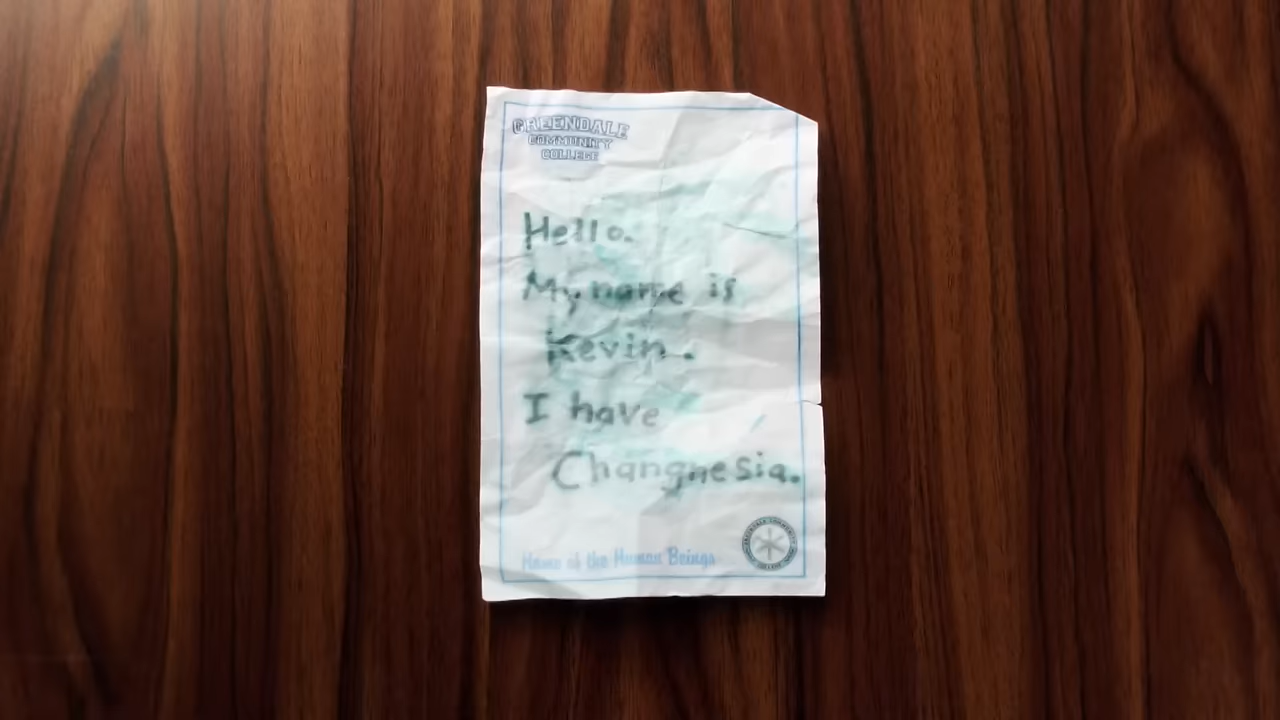 GREENDALE
COMMUNITY
COLLEGE
Hello.
My name is
Kevin.
I have
Changnesia.
Home of the Human Beings